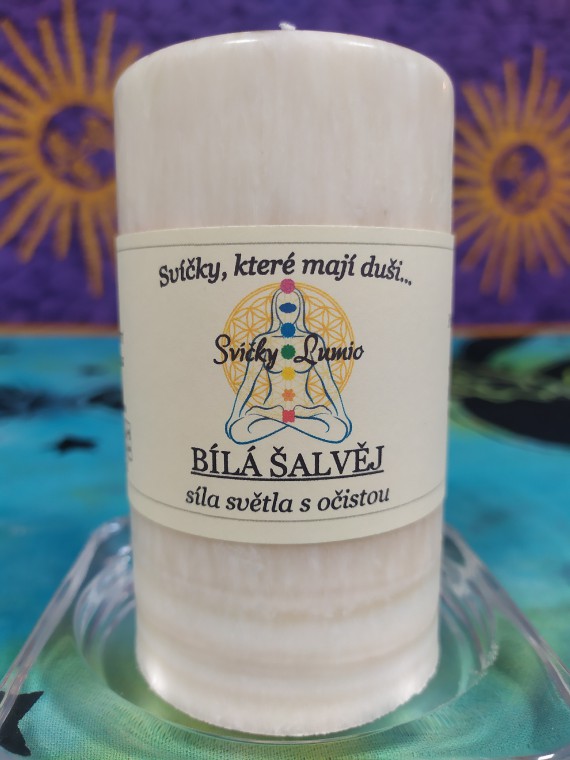 Svíčky, které mají duši...
Svíčky Lumio
BÍLÁ ŠALVĚJ
síla světla s očistou